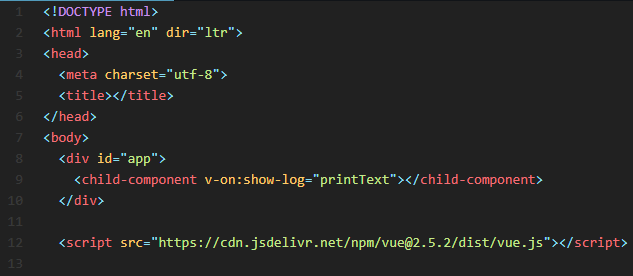 1 <!DOCTYPE html>
2 <html lang="en" dir="ltr">
3 <head>
4   <meta charset="utf-8">
5   <title></title>
6 </head>
7 <body>
8   <div id="app">
9     <child-component v-on:show-log="printText"></child-component>
10   </div>
11
12   <script src="https://cdn.jsdelivr.net/npm/vue@2.5.2/dist/vue.js"></script>
13